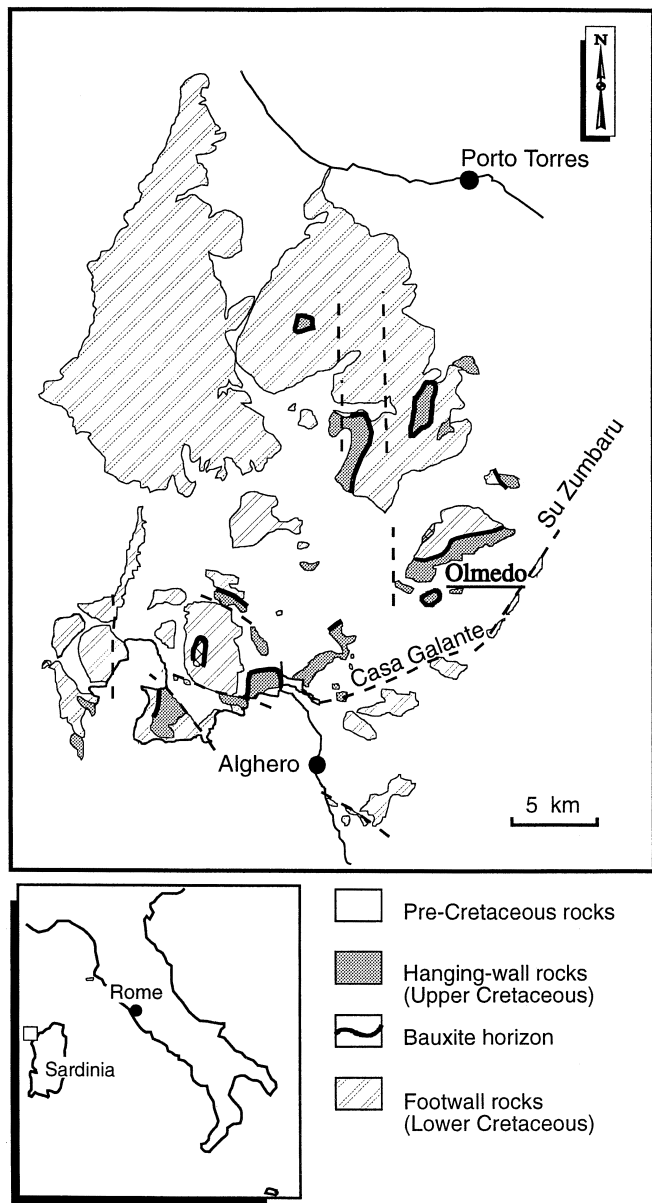 N
Porto Torres
Su Zumbaru
Olmedo
Casa Galante
Alghero
5 km
Rome
Sardinia
Pre-Cretaceous rocks
Hanging-wall rocks
(Upper Cretaceous)
Bauxite horizon
Footwall rocks
(Lower Cretaceous)